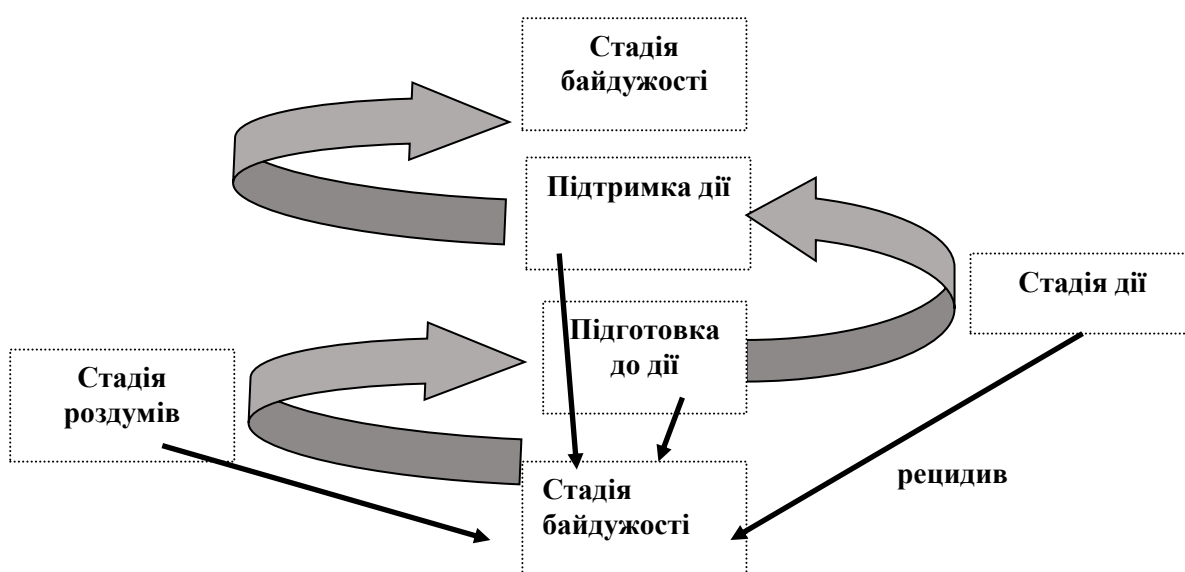 Стадія
байдужості
Підтримка дії
Стадія дії
Підготовка
до дії
Стадія
роздумів
рецидив
Стадія
байдужості